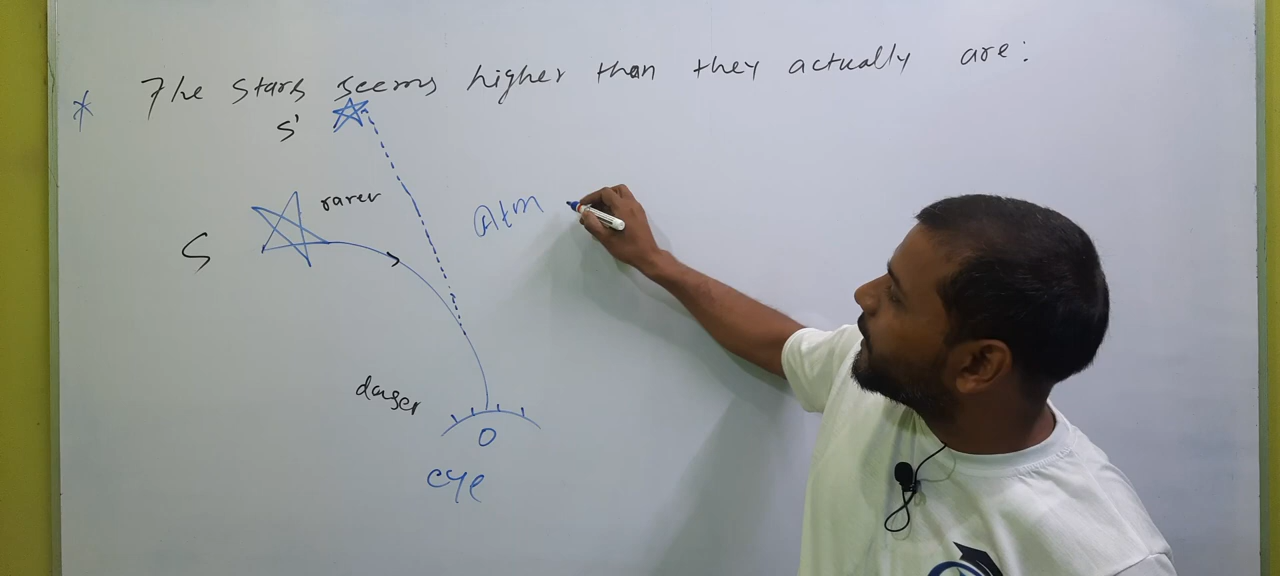 * The stars seems higher than they actually are:
S'
rarer
Atm
S
denser
O
eye